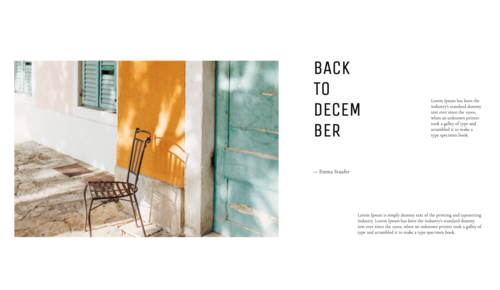 BACK
TO
DECEM
BER
Lorem Ipsum has been the
industry's standard dummy
text ever since the 1500s,
when an unknown printer
took a galley of type and
scrambled it to make a
type specimen book.
— Emma Staufer
Lorem Ipsum is simply dummy text of the printing and typesetting
industry. Lorem Ipsum has been the industry's standard dummy
text ever since the 1500s, when an unknown printer took a galley of
type and scrambled it to make a type specimen book.